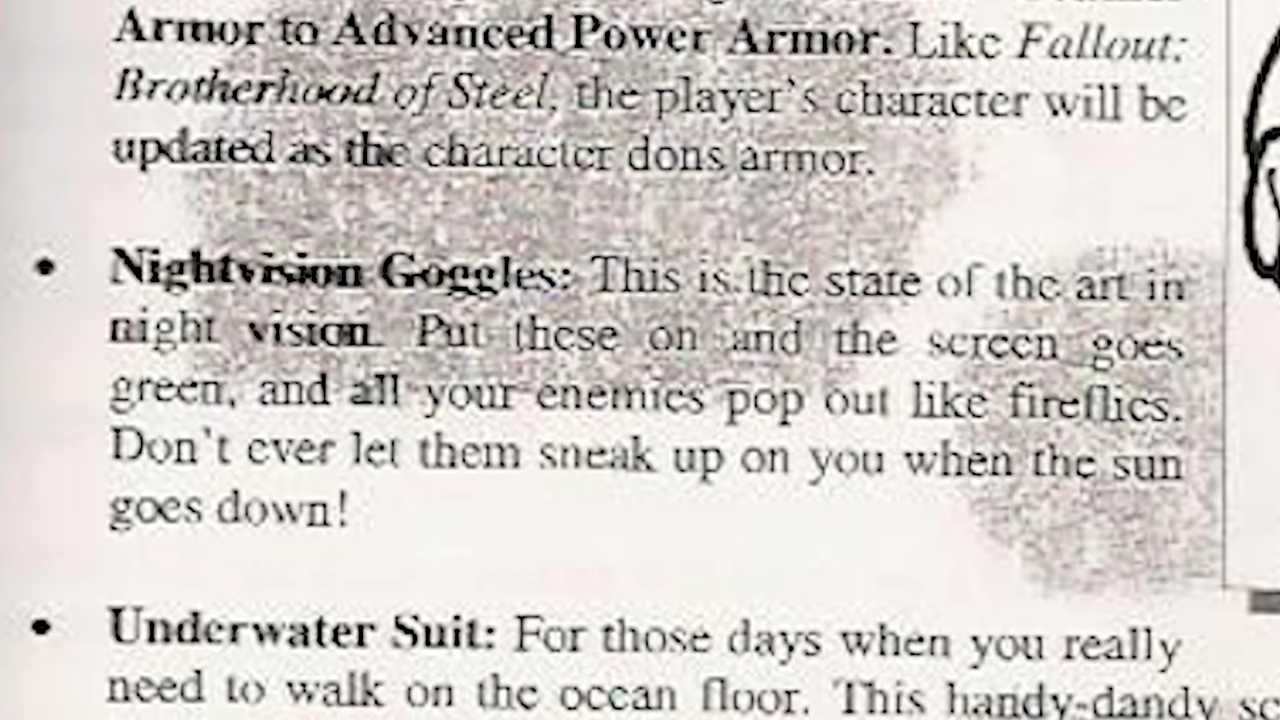 Armor to Advanced Power Armor. Like Fallout:
Brotherhood of Steel, the player's character will be
updated as the character dons armor.
• Nightvision Goggles: This is the state of the art in
night vision. Put these on and the screen goes
green, and all your enemies pop out like fireflies.
Don't ever let them sneak up on you when the sun
goes down!
• Underwater Suit: For those days when you really
need to walk on the ocean floor. This handy-dandy